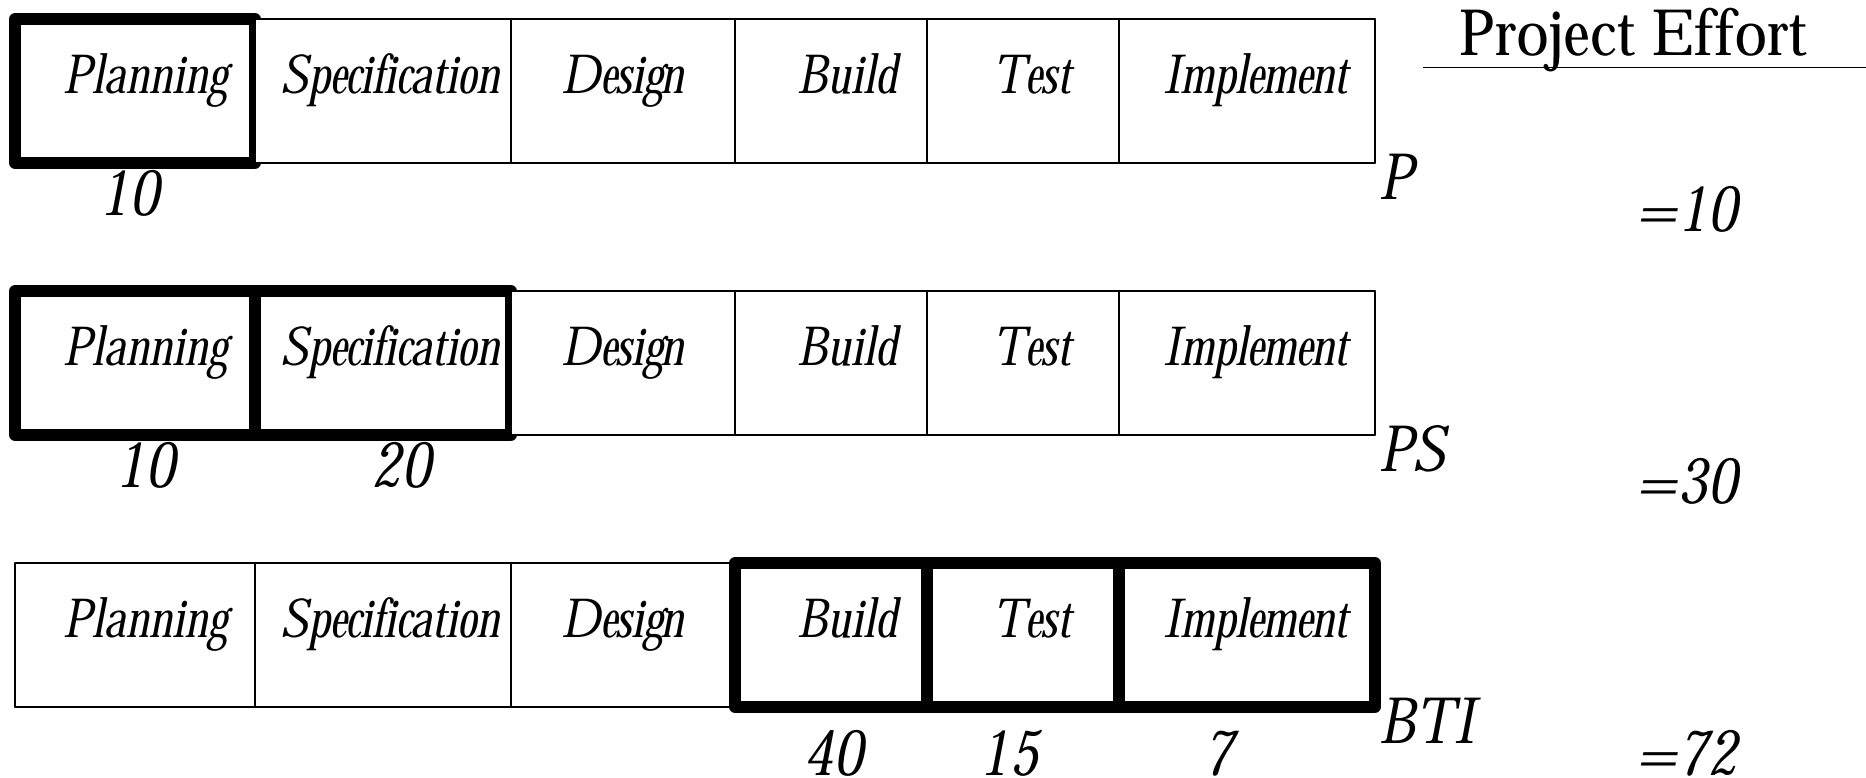 Project Effort
Planning Specification Design Build Test Implement
P
10
=10
Planning Specification Design Build Test Implement
PS
10 20
=30
Planning Specification Design Build Test Implement
BTI
40 15 7
=72